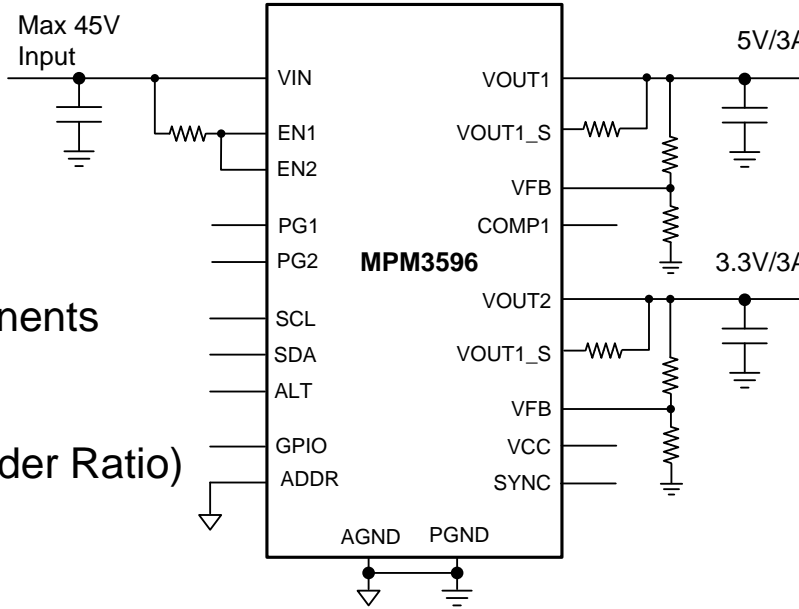 Max 45V
Input
5V/3A
VIN
VOUT1
EN1
VOUT1_S
EN2
VFB
PG1
COMP1
PG2
MPM3596
3.3V/3A
VOUT2
nents
SCL
SDA
VOUT1_S
ALT
VFB
GPIO
VCC
der Ratio)
ADDR
SYNC
AGND
PGND